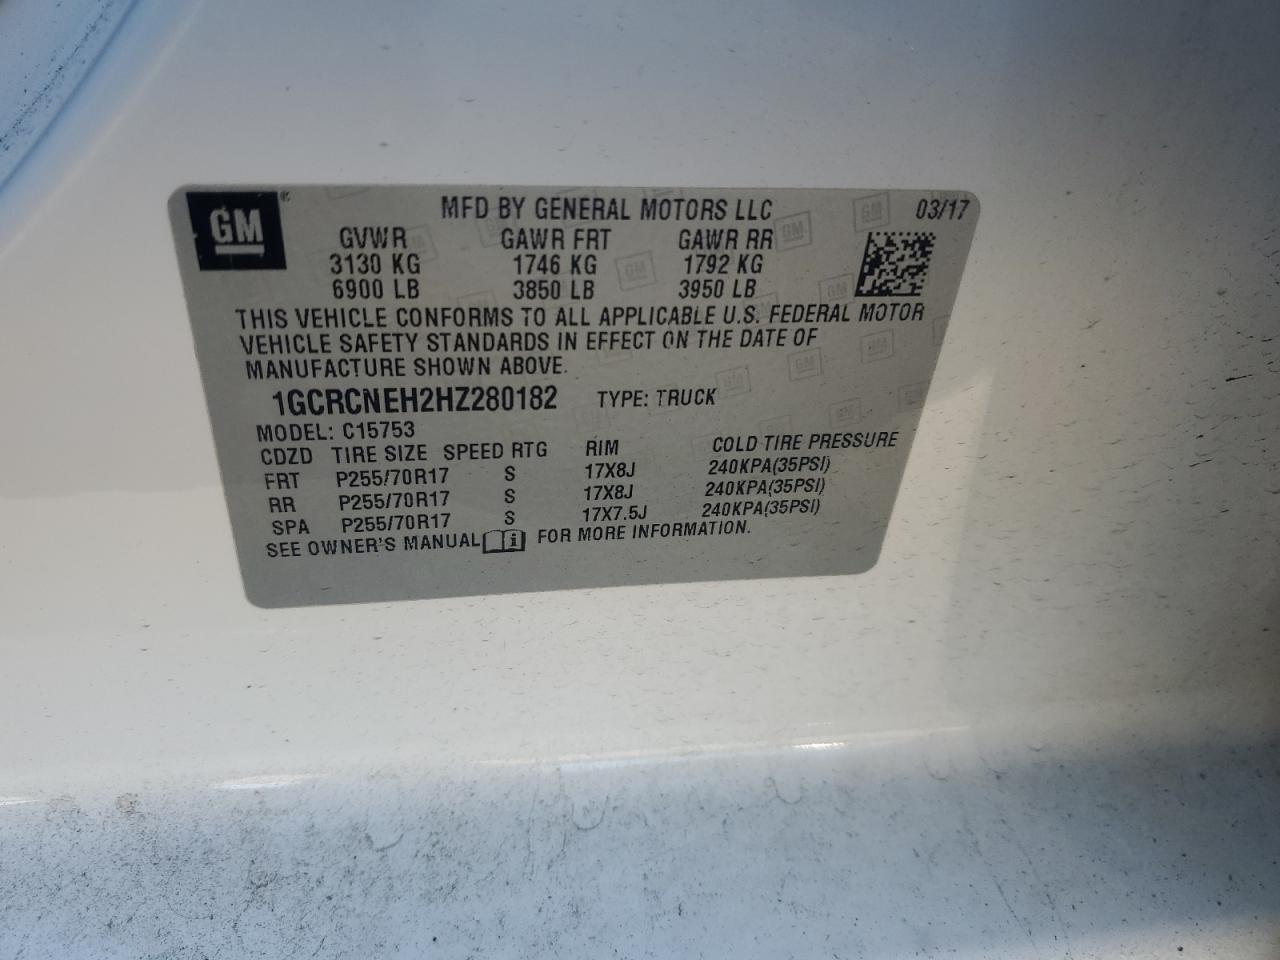 GM®
MFD BY GENERAL MOTORS LLC 03/17
GVWR GAWR FRT GAWR RR
3130 KG 1746 KG 1792 KG
6900 LB 3850 LB 3950 LB
THIS VEHICLE CONFORMS TO ALL APPLICABLE U.S. FEDERAL MOTOR
VEHICLE SAFETY STANDARDS IN EFFECT ON THE DATE OF
MANUFACTURE SHOWN ABOVE.
1GCRCNEH2HZ280182 TYPE: TRUCK
MODEL: C15753
CDZD TIRE SIZE SPEED RTG RIM COLD TIRE PRESSURE
FRT P255/70R17 S 17X8J 240KPA(35PSI)
RR P255/70R17 S 17X8J 240KPA(35PSI)
SPA P255/70R17 S 17X7.5J 240KPA(35PSI)
SEE OWNER'S MANUAL i FOR MORE INFORMATION.